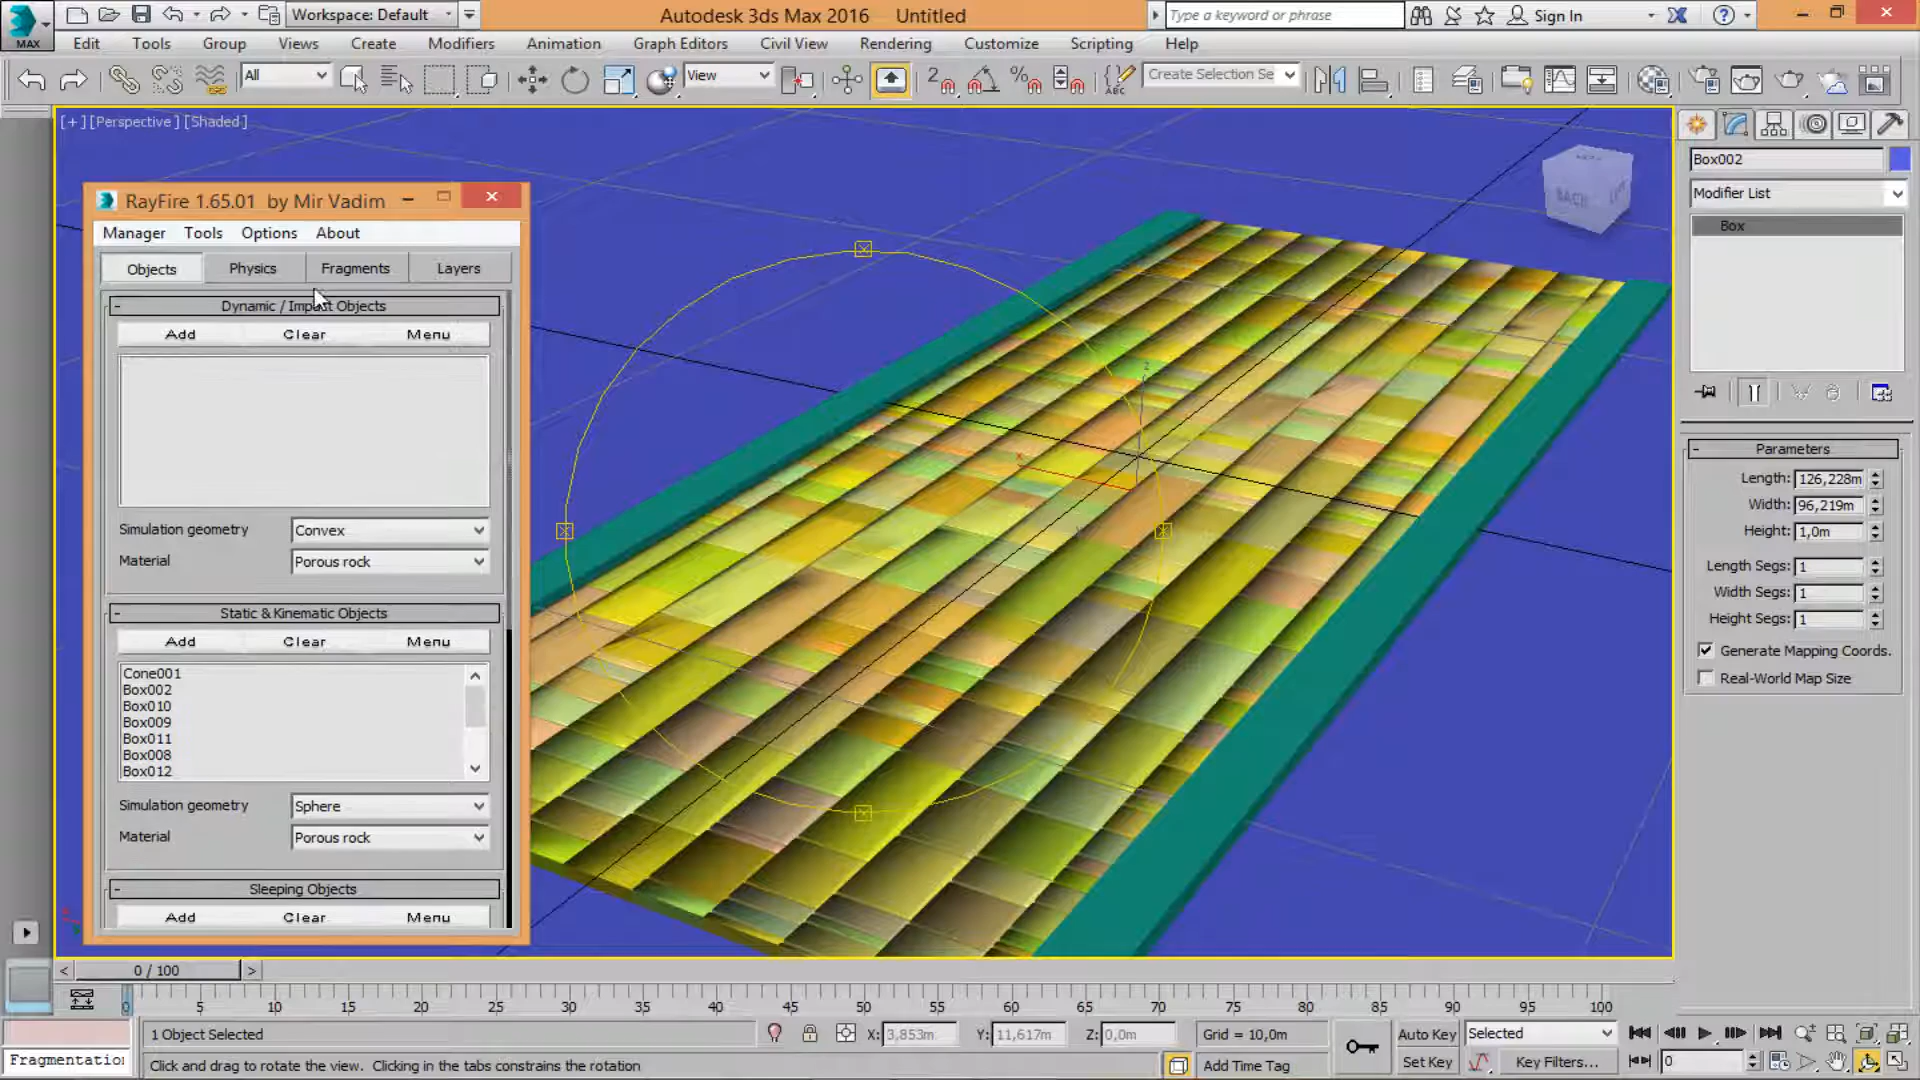 Workspace: Default
Autodesk 3ds Max 2016 Untitled
Type a keyword or phrase
Sign In
MAX
Edit Tools Group Views Create Modifiers Animation Graph Editors Civil View Rendering Customize Scripting Help
All
View
Create Selection Se
[+][Perspective][Shaded]
RayFire 1.65.01 by Mir Vadim
Manager Tools Options About
Objects Physics Fragments Layers
Dynamic / Impact Objects
Add Clear Menu
Simulation geometry Convex
Material Porous rock
Static & Kinematic Objects
Add Clear Menu
Cone001
Box002
Box010
Box009
Box011
Box008
Box012
Simulation geometry Sphere
Material Porous rock
Sleeping Objects
Add Clear Menu
BACK
Box002
Modifier List
Box
Parameters
Length: 126,228m
Width: 96,219m
Height: 1,0m
Length Segs: 1
Width Segs: 1
Height Segs: 1
Generate Mapping Coords.
Real-World Map Size
0 / 100
0 5 10 15 20 25 30 35 40 45 50 55 60 65 70 75 80 85 90 95 100
1 Object Selected
X: 3,853m Y: 11,617m Z: 0,0m Grid = 10,0m
Auto Key Selected
Fragmentatio
Click and drag to rotate the view. Clicking in the tabs constrains the rotation
Add Time Tag
Set Key Key Filters... 0